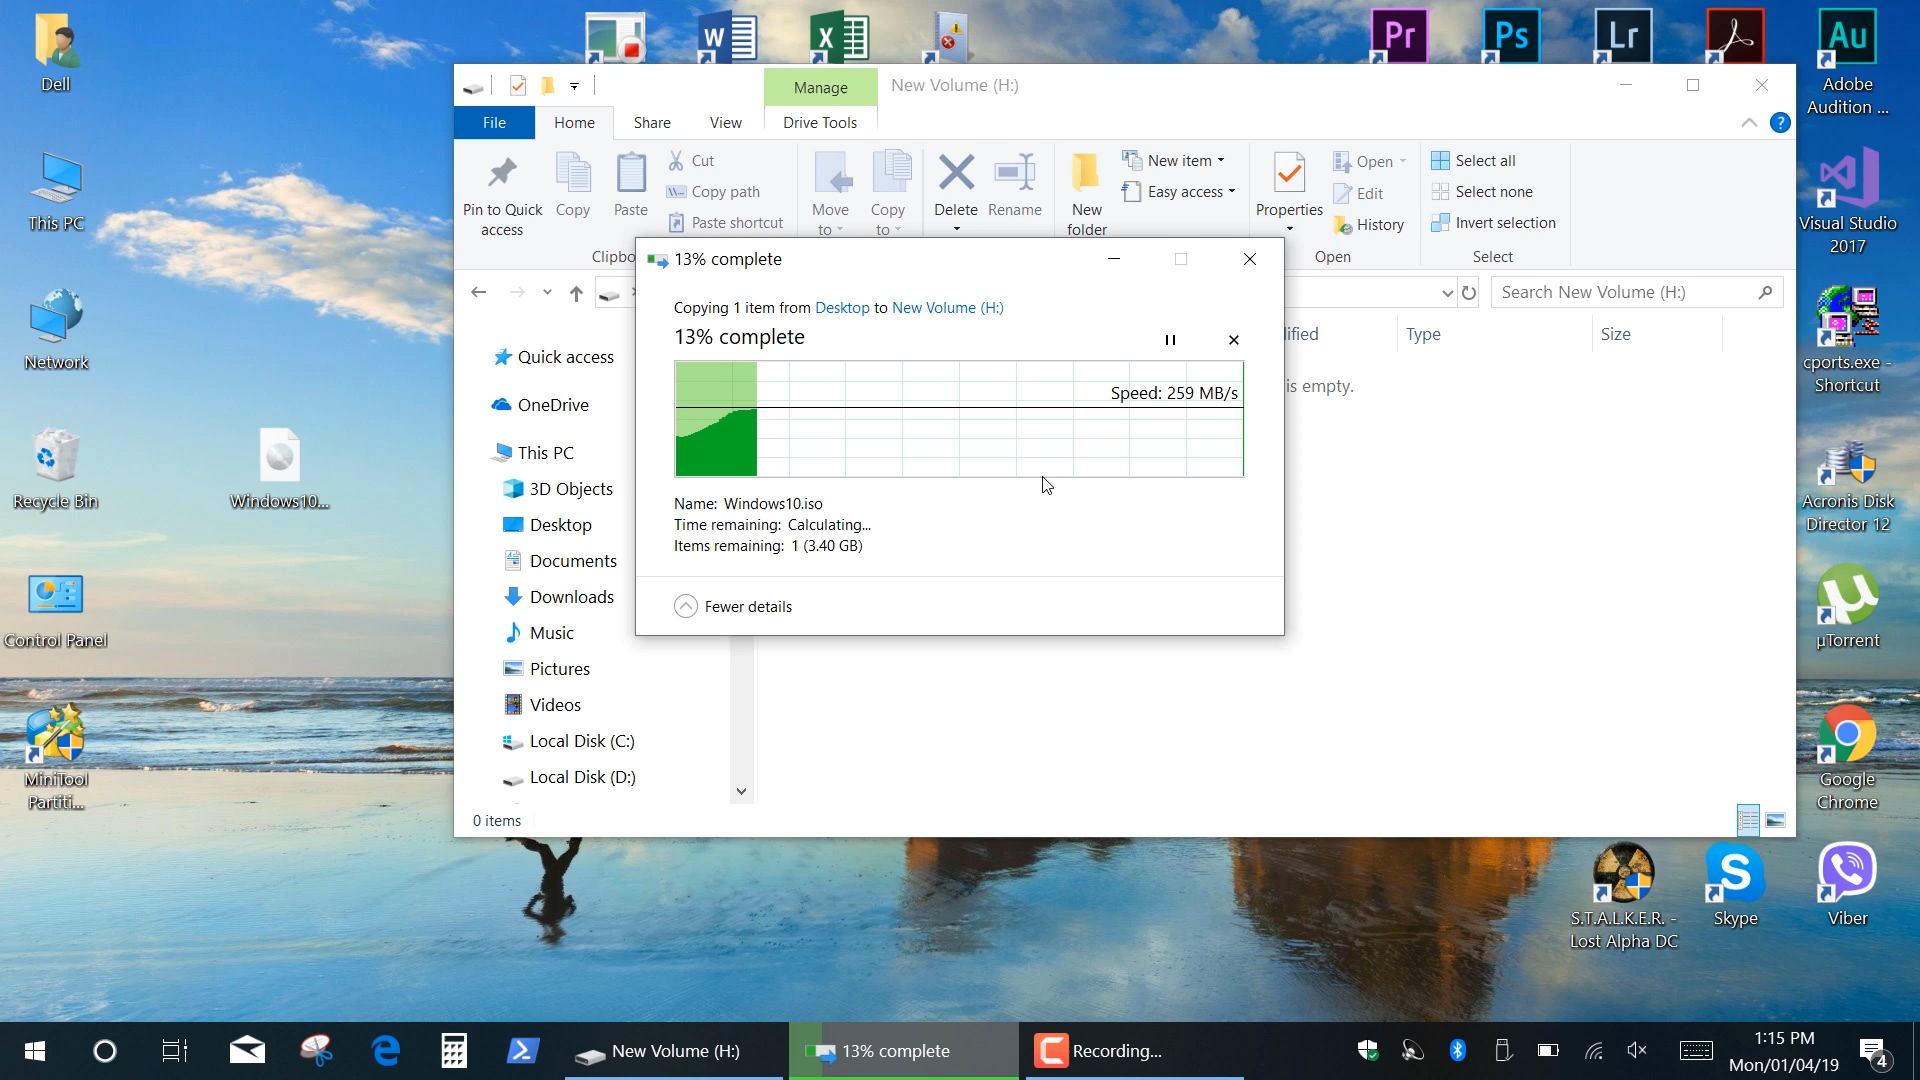 Dell
This PC
Network
Recycle Bin
Windows10...
Control Panel
MiniTool
Partiti...
W
X
Pr
Ps
Lr
Au
Adobe
Audition ...
Visual Studio
2017
cports.exe -
Shortcut
Acronis Disk
Director 12
µTorrent
Google
Chrome
S.T.A.L.K.E.R. -
Lost Alpha DC
Skype
Viber
Manage
New Volume (H:)
File
Home
Share
View
Drive Tools
Pin to Quick
access
Copy
Paste
Cut
Copy path
Paste shortcut
Move
to
Copy
to
Delete
Rename
New
folder
New item
Easy access
Properties
Open
Edit
History
Select all
Select none
Invert selection
Clipbo
Open
Select
Search New Volume (H:)
ified
Type
Size
is empty.
Quick access
OneDrive
This PC
3D Objects
Desktop
Documents
Downloads
Music
Pictures
Videos
Local Disk (C:)
Local Disk (D:)
0 items
13% complete
Copying 1 item from Desktop to New Volume (H:)
13% complete
Speed: 259 MB/s
Name: Windows10.iso
Time remaining: Calculating...
Items remaining: 1 (3.40 GB)
Fewer details
New Volume (H:)
13% complete
Recording...
1:15 PM
Mon/01/04/19
4